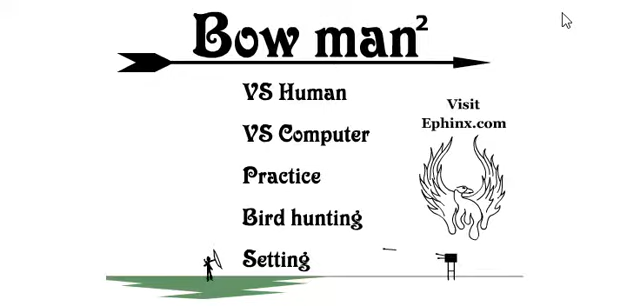 Bow man²
VS Human
VS Computer
Practice
Bird hunting
Setting
Visit
Ephinx.com